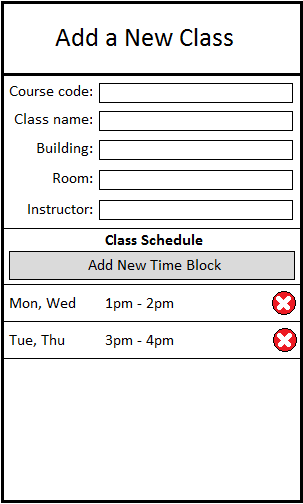 Add a New Class
Course code:
Class name:
Building:
Room:
Instructor:
Class Schedule
Add New Time Block
Mon, Wed 1pm - 2pm
Tue, Thu 3pm - 4pm